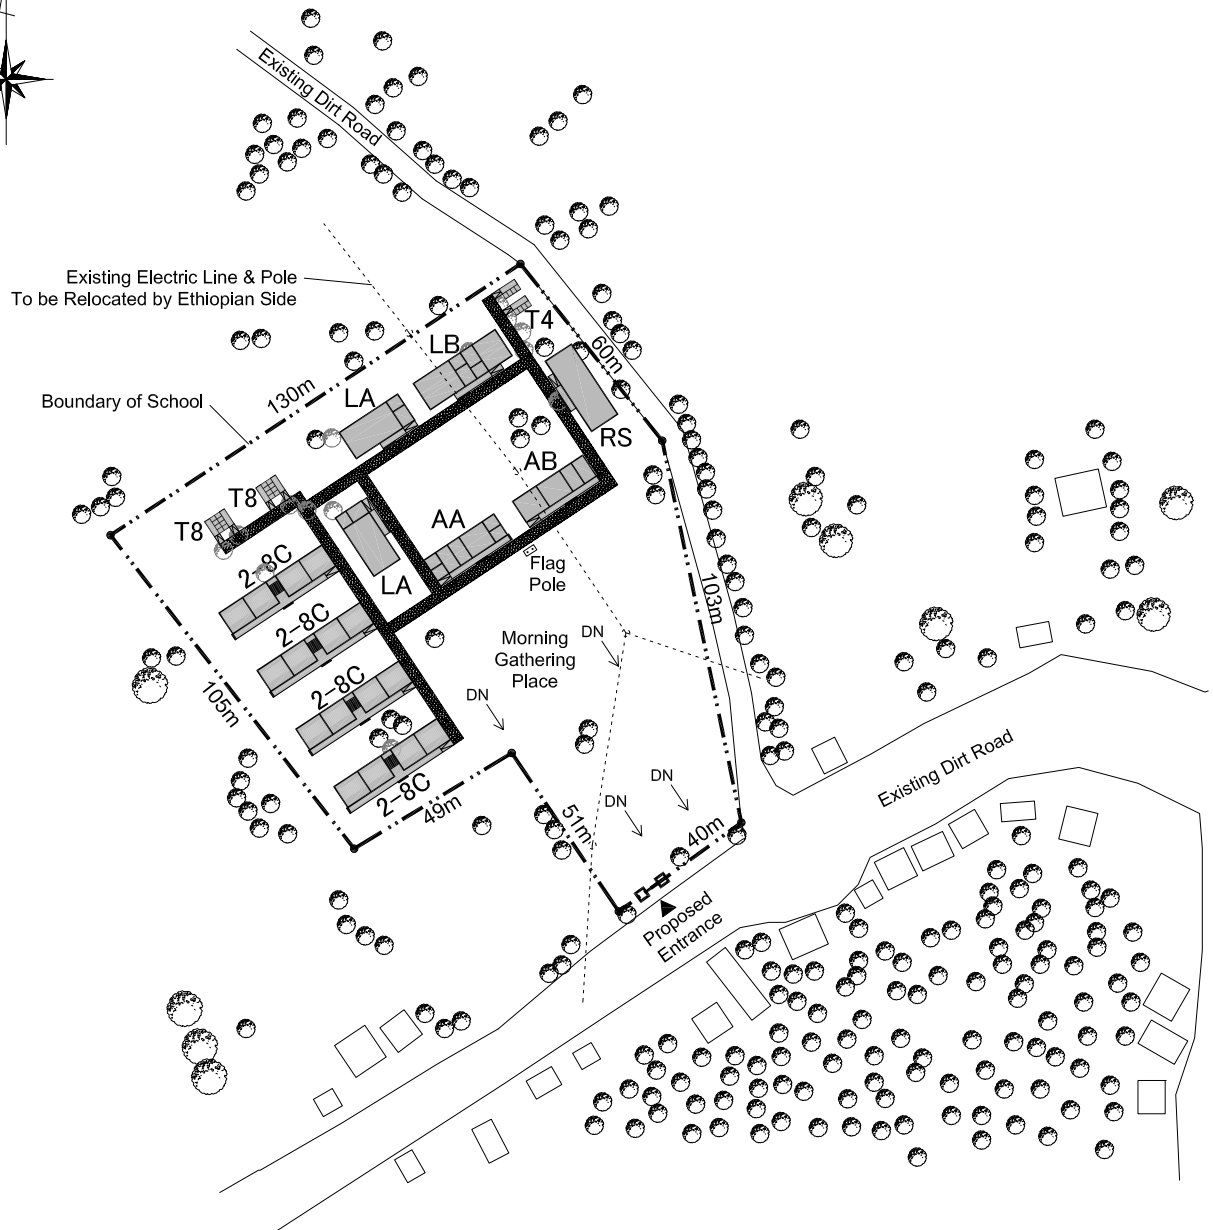 Existing Dirt Road
Existing Electric Line & Pole
To be Relocated by Ethiopian Side
T4
60m
LB
130m
LA
Boundary of School
RS
AB
T8
T8
AA
2-8C
LA
Flag
Pole
103m
2-8C
Morning
Gathering
Place
DN
2-8C
105m
DN
Existing Dirt Road
DN
2-8C
49m
DN
51m
40m
Proposed
Entrance